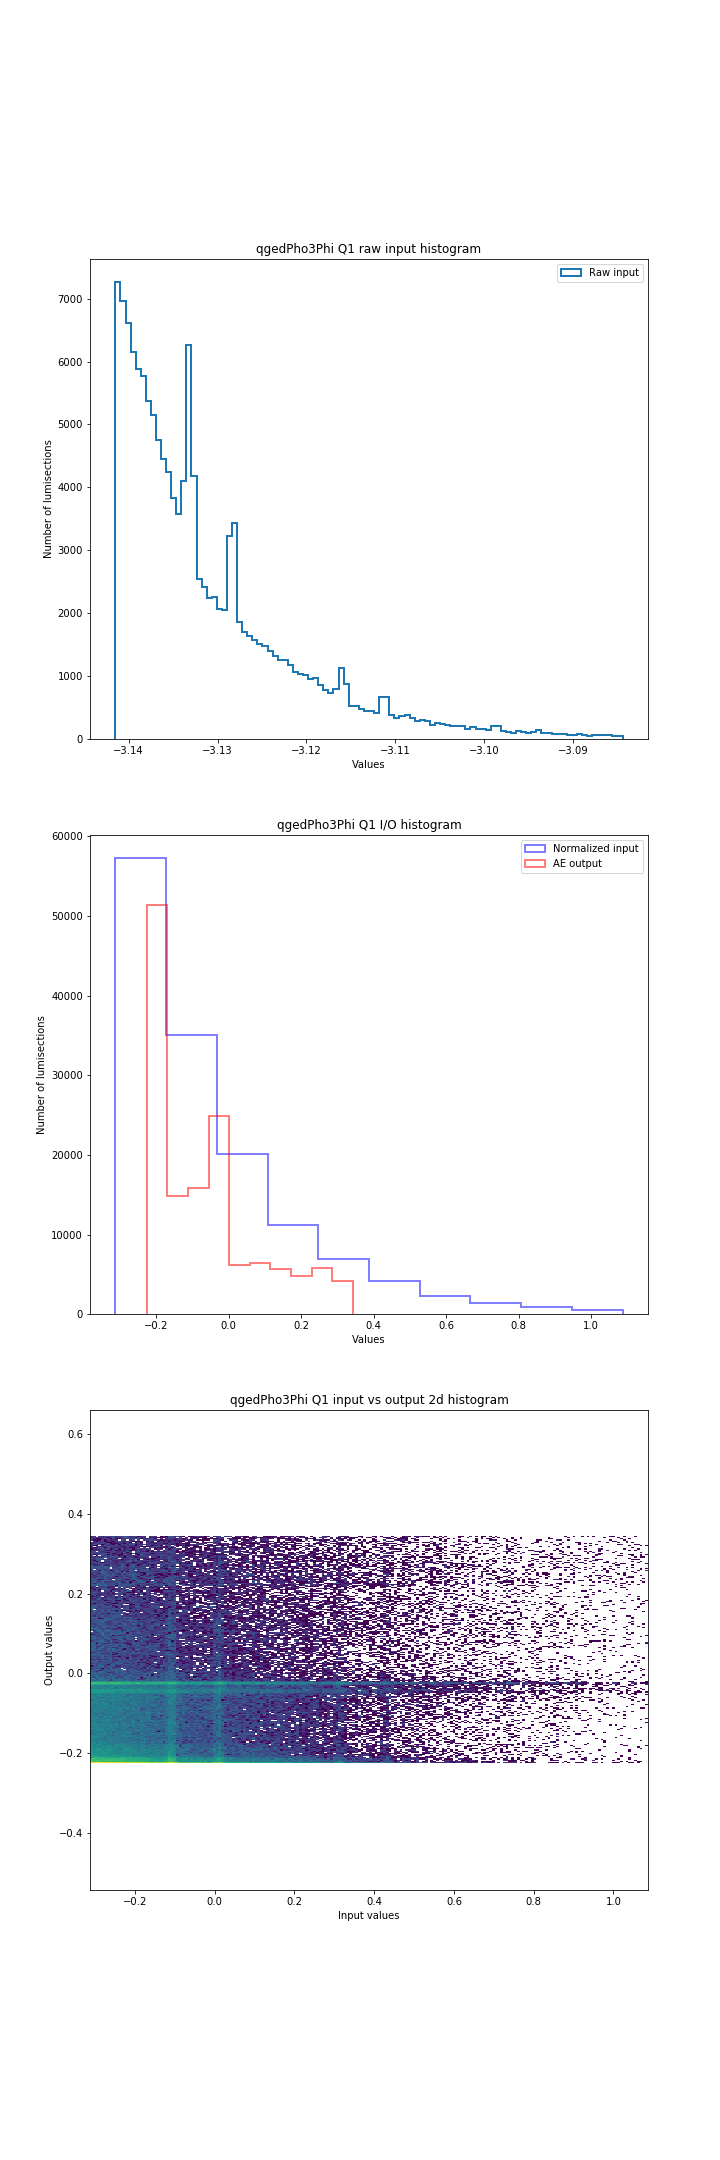 qgedPho3Phi Q1 raw input histogram
Raw input
7000
6000
5000
4000
3000
2000
1000
0
Number of lumisections
−3.14 −3.13 −3.12 −3.11 −3.10 −3.09
Values
qgedPho3Phi Q1 I/O histogram
Normalized input
AE output
60000
50000
40000
30000
20000
10000
0
Number of lumisections
−0.2 0.0 0.2 0.4 0.6 0.8 1.0
Values
qgedPho3Phi Q1 input vs output 2d histogram
0.6
0.4
0.2
0.0
−0.2
−0.4
Output values
−0.2 0.0 0.2 0.4 0.6 0.8 1.0
Input values